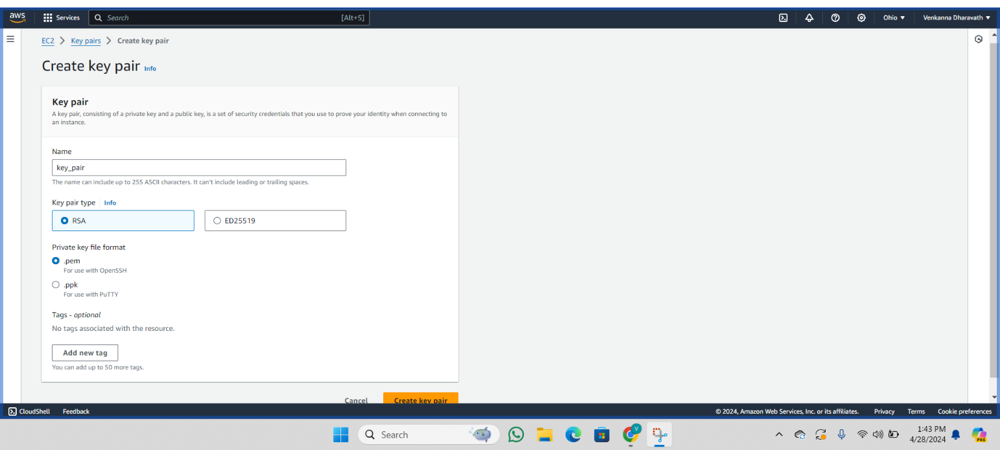 aws
Services
Search
[Alt+S]
Ohio ▼
Venkanna Dharavath ▼
EC2 > Key pairs > Create key pair
Create key pair Info
Key pair
A key pair, consisting of a private key and a public key, is a set of security credentials that you use to prove your identity when connecting to
an instance.
Name
key_pair
The name can include up to 255 ASCII characters. It can't include leading or trailing spaces.
Key pair type Info
RSA
ED25519
Private key file format
.pem
For use with OpenSSH
.ppk
For use with PuTTY
Tags - optional
No tags associated with the resource.
Add new tag
You can add up to 50 more tags.
Cancel
Create key pair
CloudShell
Feedback
© 2024, Amazon Web Services, Inc. or its affiliates.
Privacy
Terms
Cookie preferences
Search
V
1:43 PM
4/28/2024
PRE